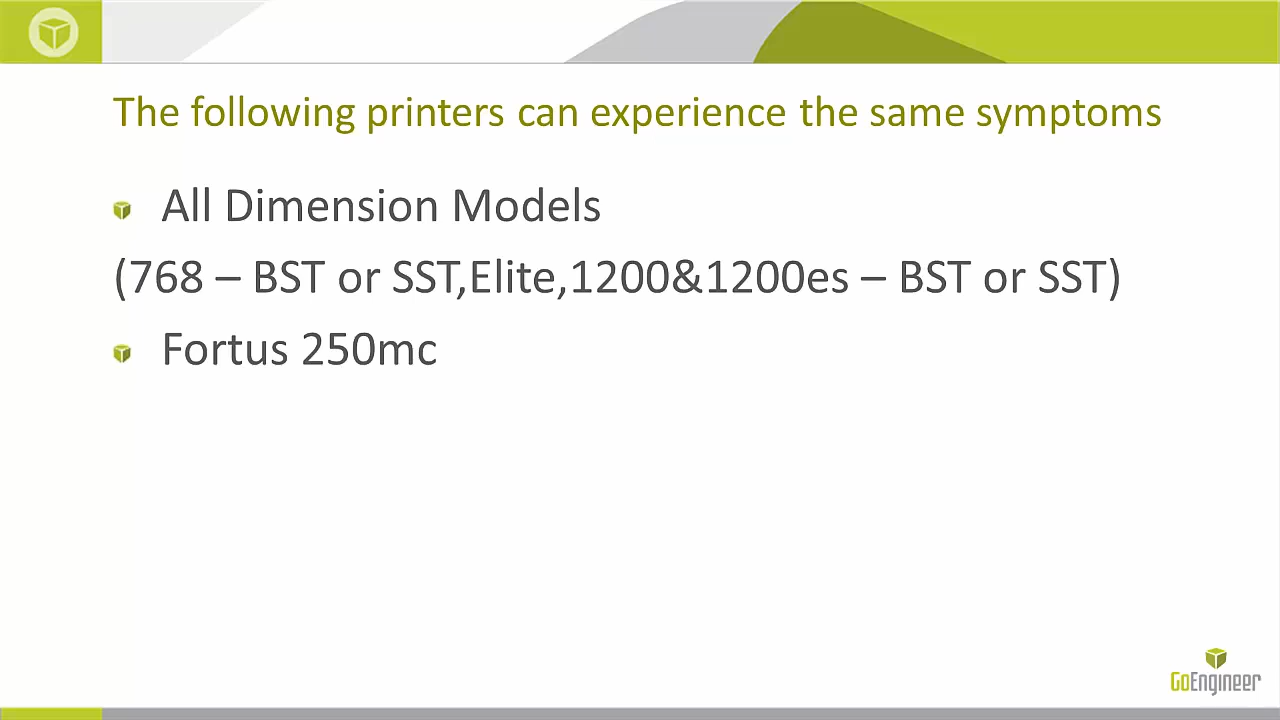 The following printers can experience the same symptoms
All Dimension Models
(768 – BST or SST,Elite,1200&1200es – BST or SST)
Fortus 250mc
GoEngineer